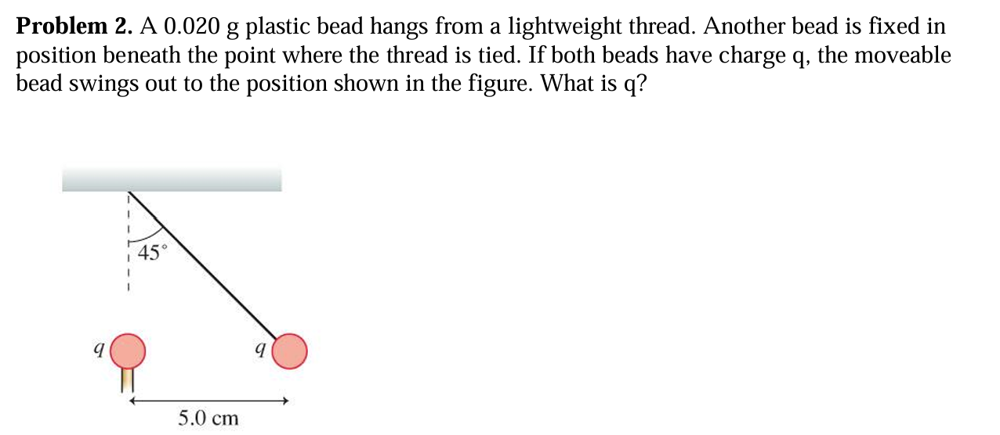 Problem 2. A 0.020 g plastic bead hangs from a lightweight thread. Another bead is fixed in
position beneath the point where the thread is tied. If both beads have charge q, the moveable
bead swings out to the position shown in the figure. What is q?
45°
q
q
5.0 cm